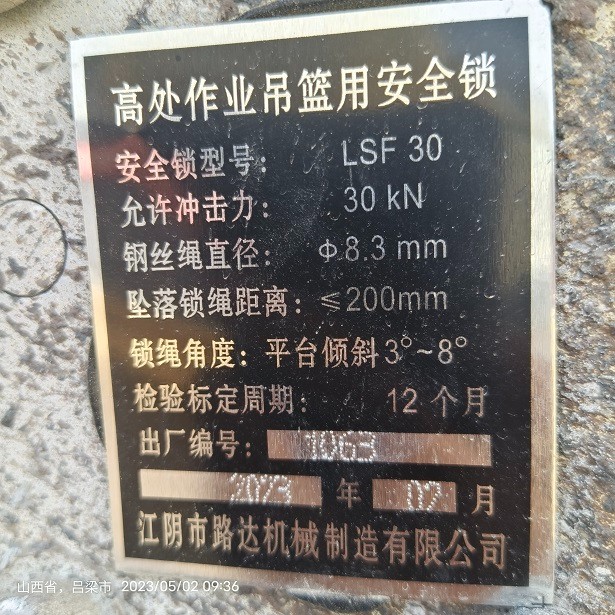 高处作业吊篮用安全锁
安全锁型号： LSF 30
允许冲击力： 30 kN
钢丝绳直径： Φ8.3 mm
坠落锁绳距离：≤200mm
锁绳角度：平台倾斜3°~8°
检验标定周期： 12 个月
出厂编号： 1063
2023 年 02 月
江阴市路达机械制造有限公司
山西省，吕梁市 2023/05/02 09:36